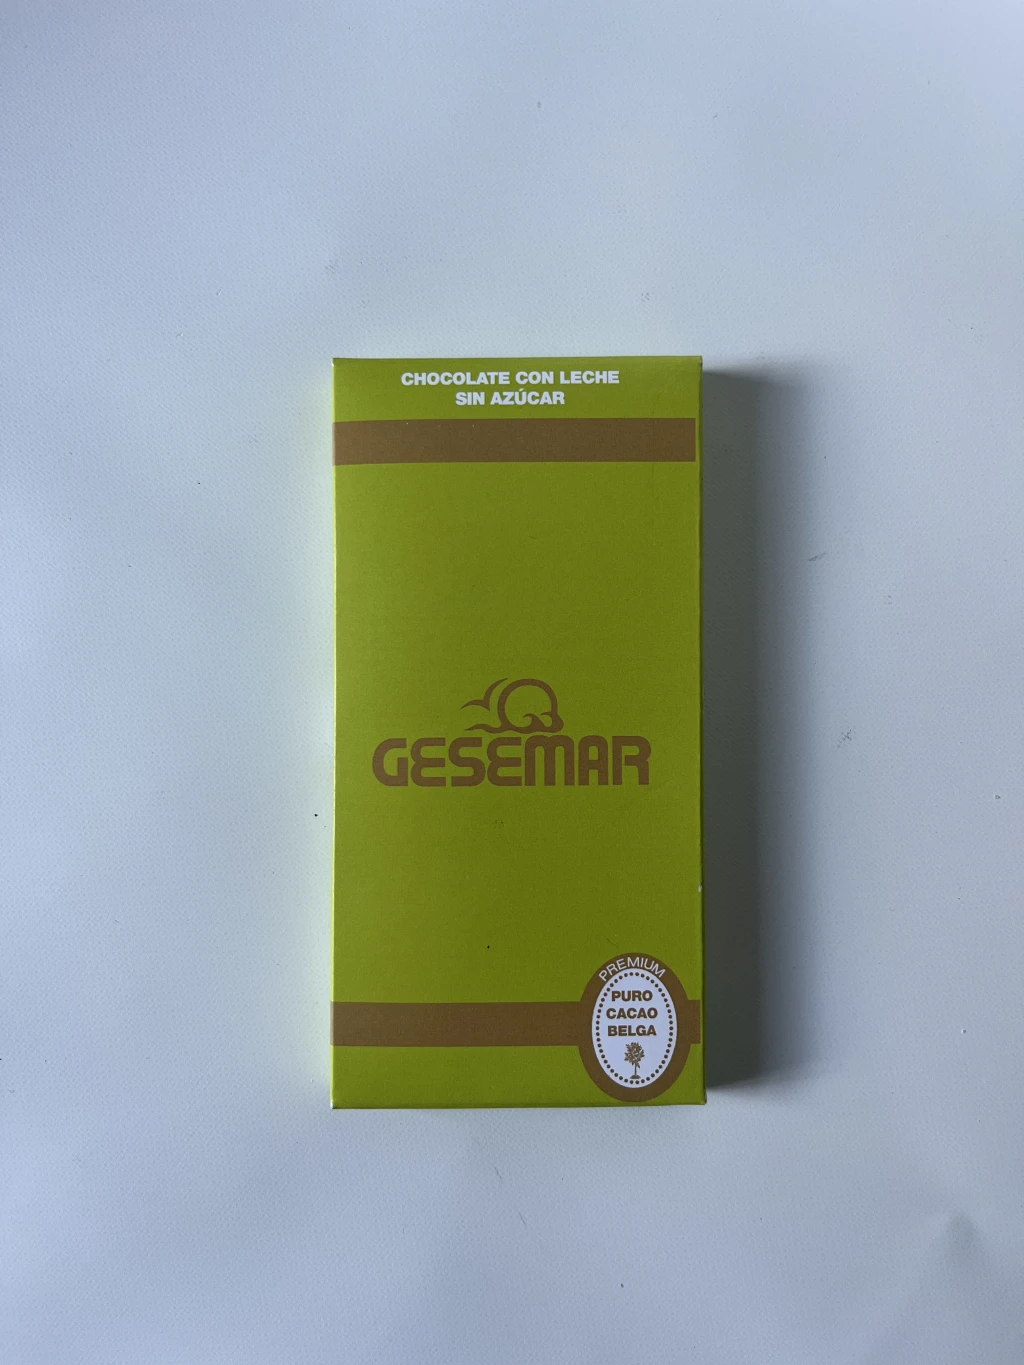 CHOCOLATE CON LECHE
SIN AZÚCAR
GESEMAR
PREMIUM
PURO
CACAO
BELGA